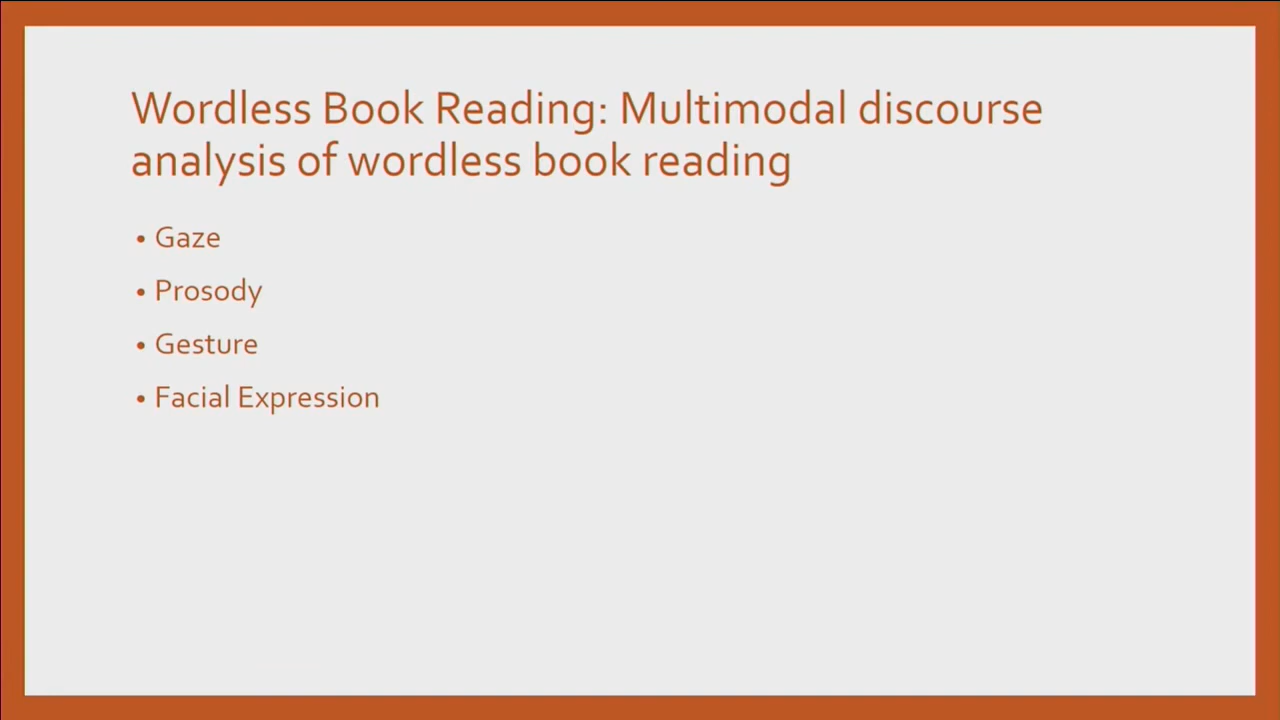 Wordless Book Reading: Multimodal discourse
analysis of wordless book reading
• Gaze
• Prosody
• Gesture
• Facial Expression